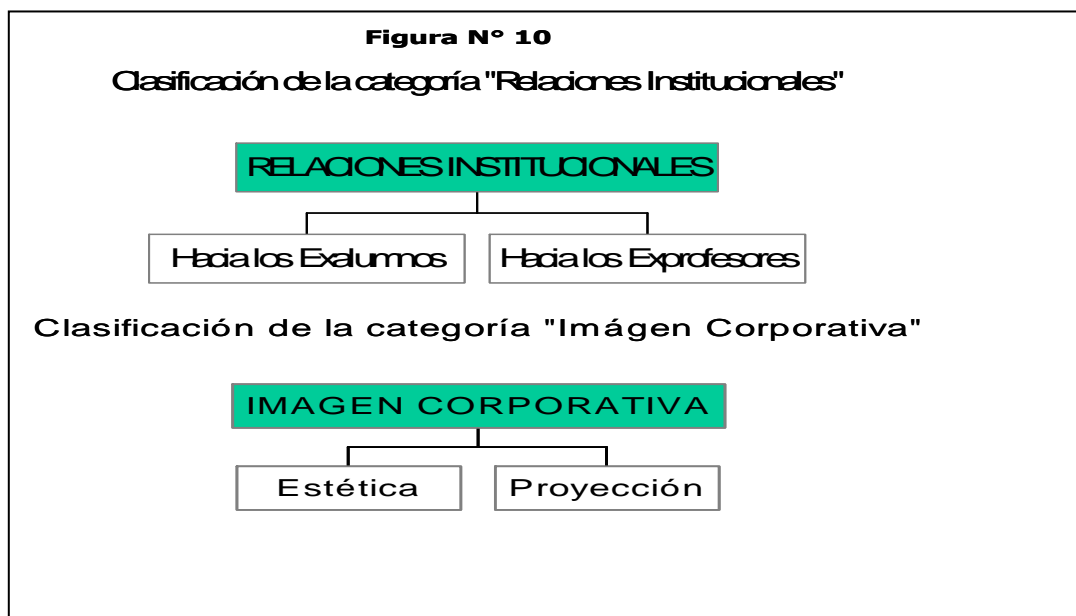 Figura Nº 10
Clasificación de la categoría "Relaciones Institucionales"
RELACIONES INSTITUCIONALES
Hacia los Exalumnos
Hacia los Exprofesores
Clasificación de la categoría "Imágen Corporativa"
IMAGEN CORPORATIVA
Estética
Proyección